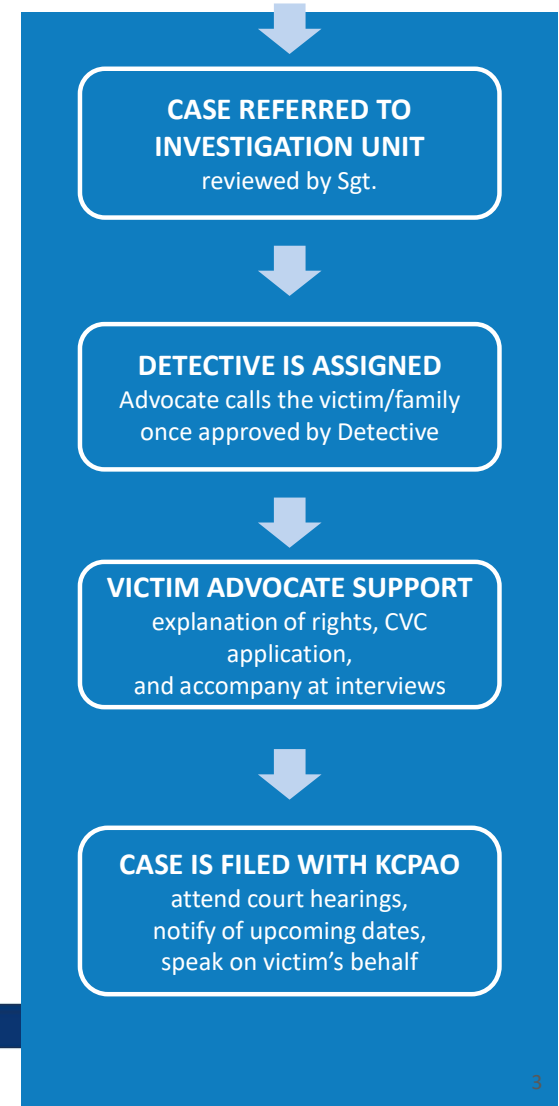 CASE REFERRED TO
INVESTIGATION UNIT
reviewed by Sgt.
DETECTIVE IS ASSIGNED
Advocate calls the victim/family
once approved by Detective
VICTIM ADVOCATE SUPPORT
explanation of rights, CVC
application,
and accompany at interviews
CASE IS FILED WITH KCPAO
attend court hearings,
notify of upcoming dates,
speak on victim’s behalf
3